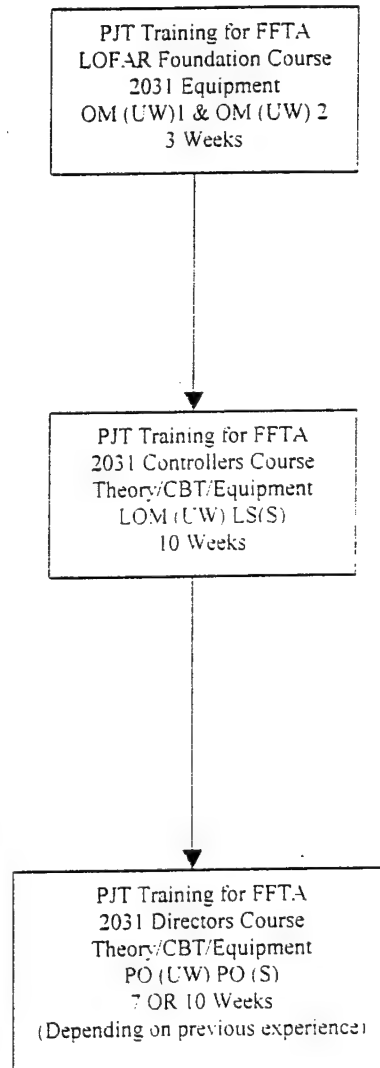 PJT Training for FFTA
LOFAR Foundation Course
2031 Equipment
OM (UW)1 & OM (UW) 2
3 Weeks
PJT Training for FFTA
2031 Controllers Course
Theory/CBT/Equipment
LOM (UW) LS(S)
10 Weeks
PJT Training for FFTA
2031 Directors Course
Theory/CBT/Equipment
PO (UW) PO (S)
7 OR 10 Weeks
(Depending on previous experience)